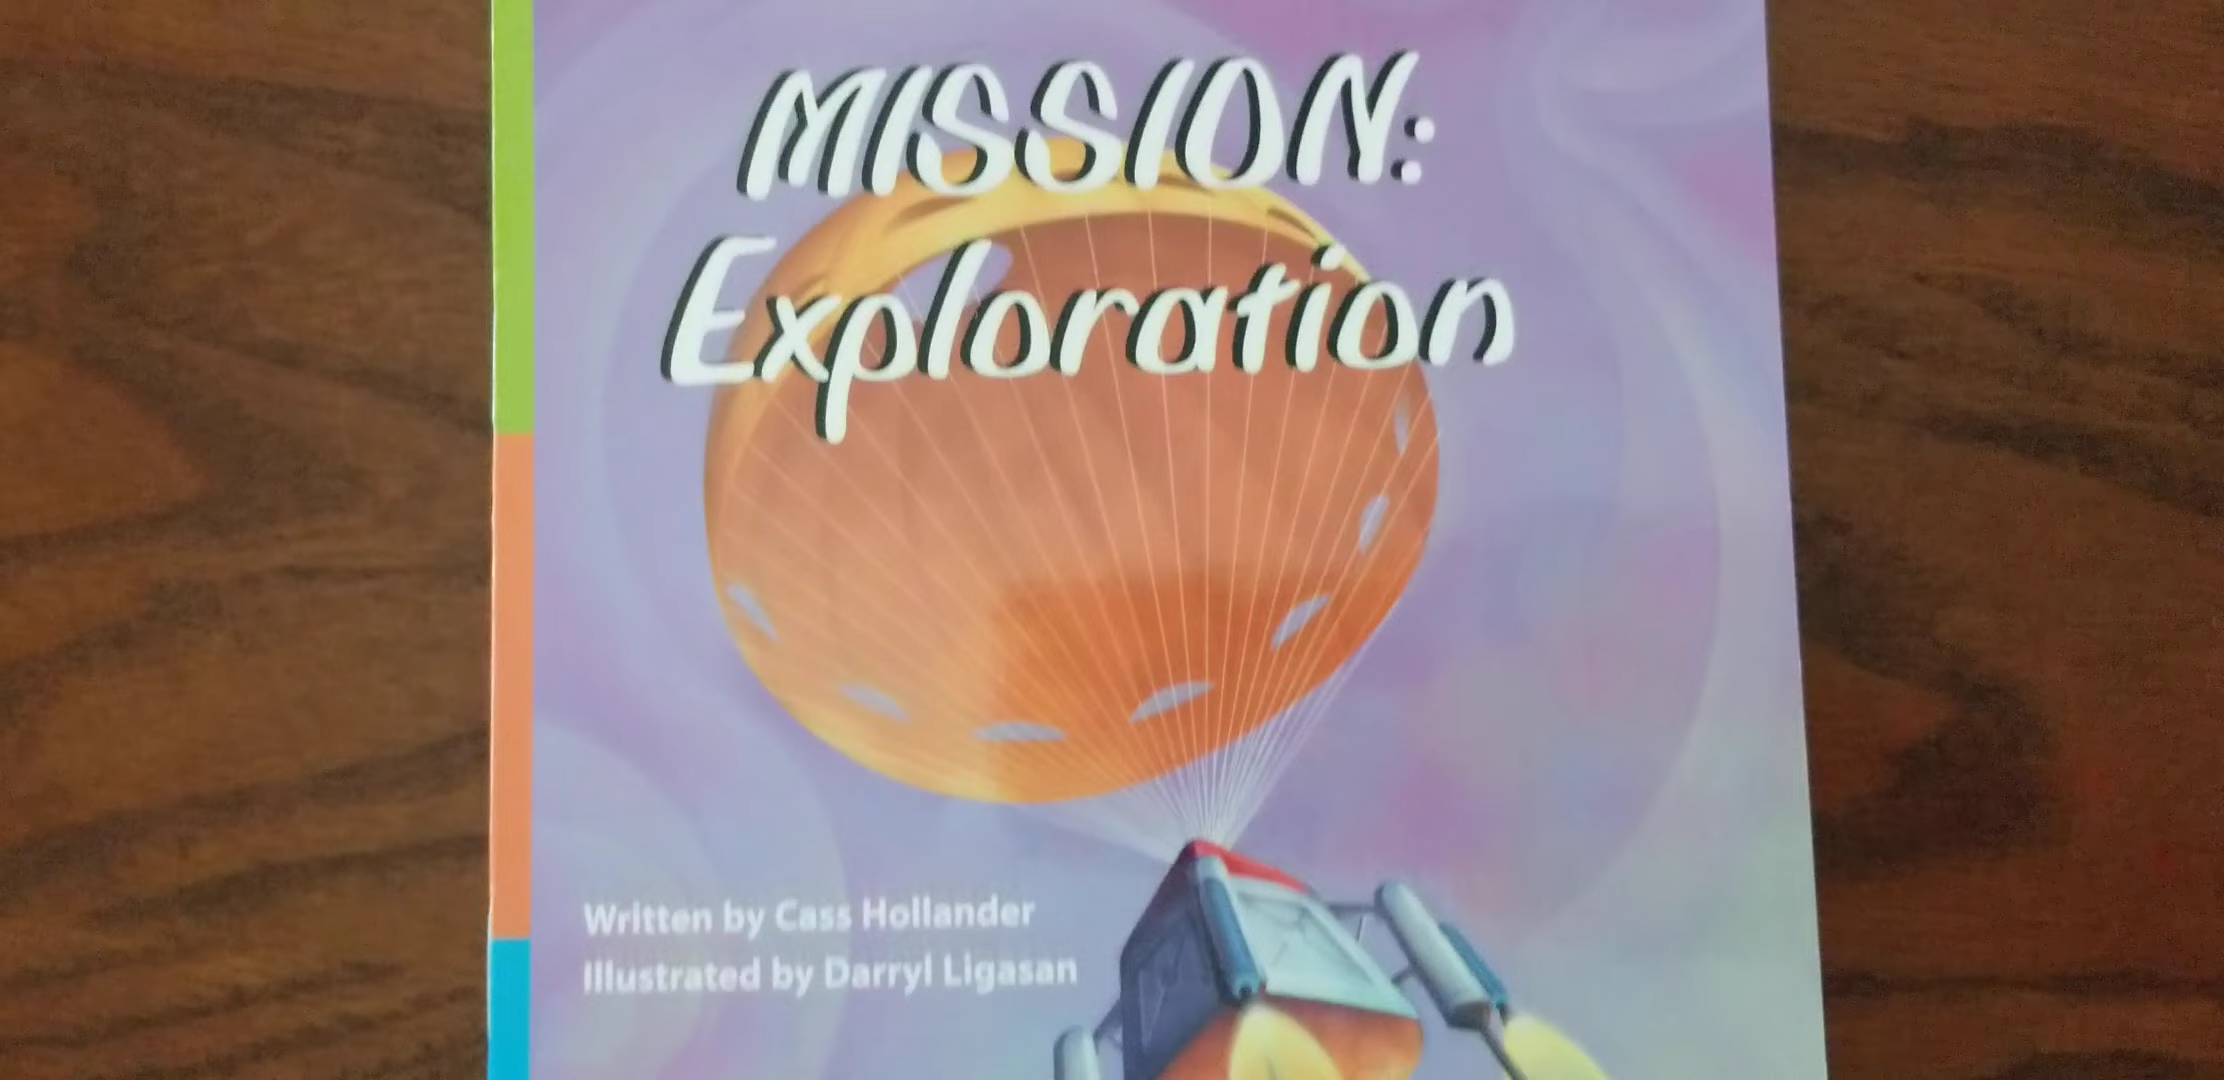 MISSION:
Exploration
Written by Cass Hollander
Illustrated by Darryl Ligasan